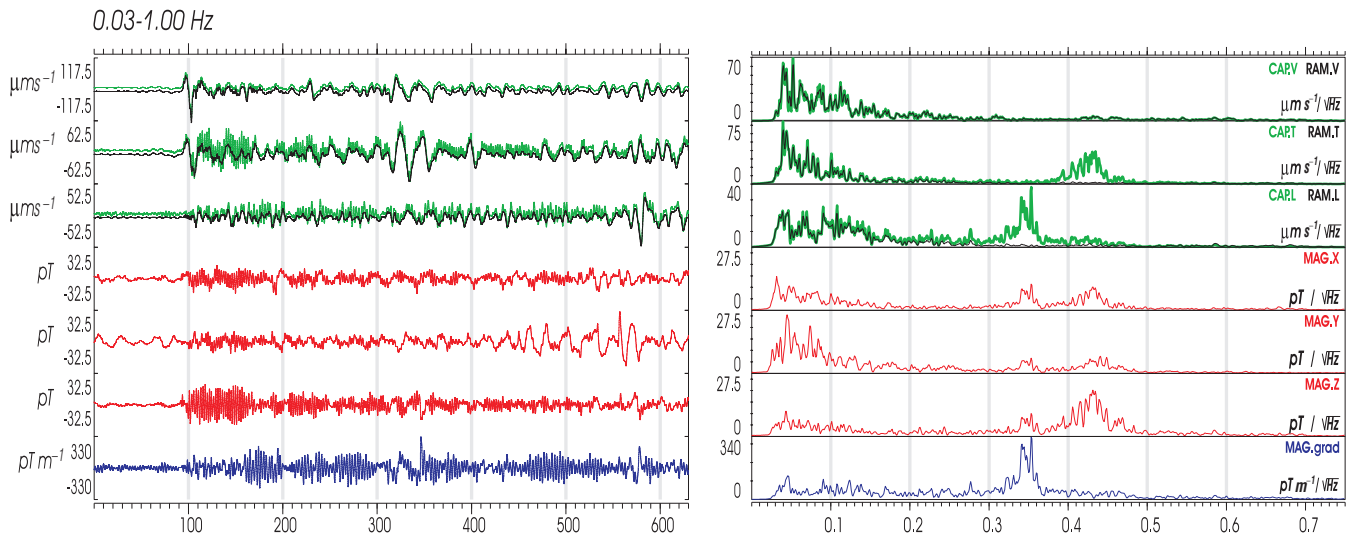 0.03-1.00 Hz
μms⁻¹ 117.5
-117.5
μms⁻¹ 62.5
-62.5
μms⁻¹ 52.5
-52.5
pT 32.5
-32.5
pT 32.5
-32.5
pT 32.5
-32.5
pT m⁻¹ 330
-330
100 200 300 400 500 600
70 CAP.V RAM.V
0 μm s⁻¹/√Hz
75 CAP.T RAM.T
0 μm s⁻¹/√Hz
40 CAP.L RAM.L
0 μm s⁻¹/√Hz
27.5 MAG.X
0 pT / √Hz
27.5 MAG.Y
0 pT / √Hz
27.5 MAG.Z
0 pT / √Hz
340 MAG.grad
0 pT m⁻¹/√Hz
0.1 0.2 0.3 0.4 0.5 0.6 0.7